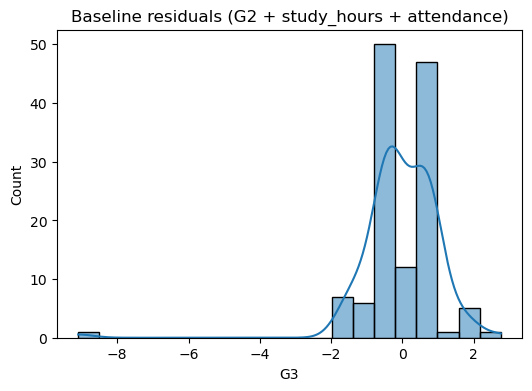 Baseline residuals (G2 + study_hours + attendance)
50
40
30
20
10
0
Count
−8 −6 −4 −2 0 2
G3